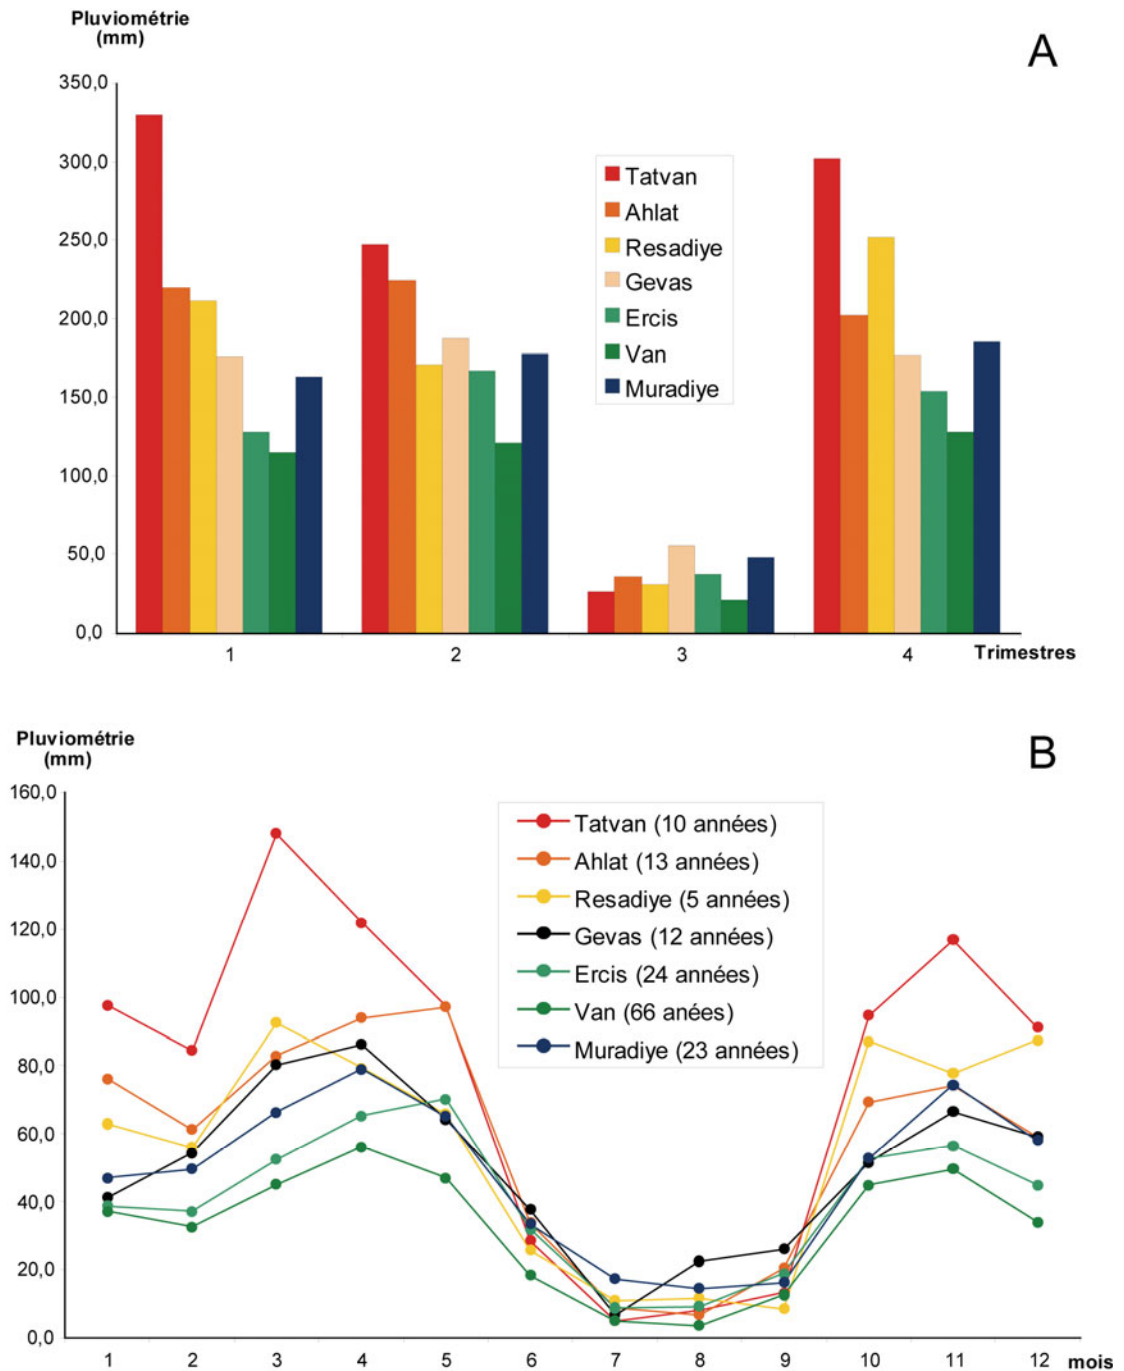 Pluviométrie
(mm)
A
350,0
300,0
250,0
200,0
150,0
100,0
50,0
0,0
Tatvan
Ahlat
Resadiye
Gevas
Ercis
Van
Muradiye
1 2 3 4 Trimestres
Pluviométrie
(mm)
B
160,0
140,0
120,0
100,0
80,0
60,0
40,0
20,0
0,0
Tatvan (10 années)
Ahlat (13 années)
Resadiye (5 années)
Gevas (12 années)
Ercis (24 années)
Van (66 anées)
Muradiye (23 années)
1 2 3 4 5 6 7 8 9 10 11 12 mois